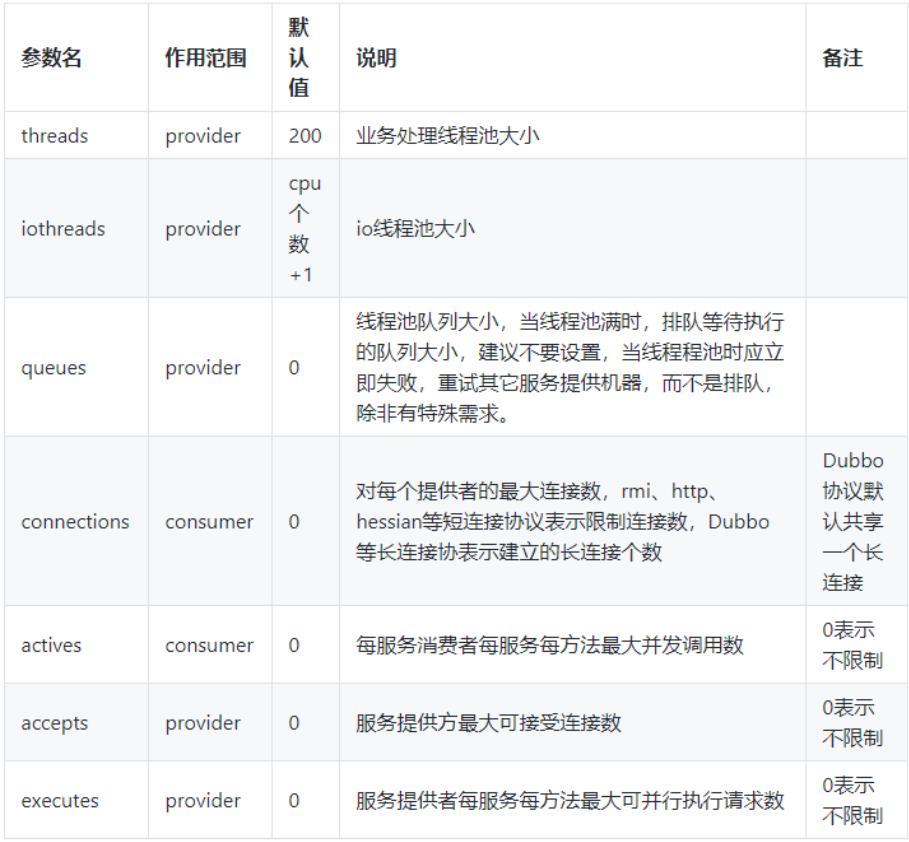 参数名
作用范围
默
认
值
说明
备注
threads
provider
200
业务处理线程池大小
iothreads
provider
cpu
个
数
+1
io线程池大小
queues
provider
0
线程池队列大小，当线程池满时，排队等待执行
的队列大小，建议不要设置，当线程程池时应立
即失败，重试其它服务提供机器，而不是排队，
除非有特殊需求。
connections
consumer
0
对每个提供者的最大连接数，rmi、http、
hessian等短连接协议表示限制连接数，Dubbo
等长连接协表示建立的长连接个数
Dubbo
协议默
认共享
一个长
连接
actives
consumer
0
每服务消费者每服务每方法最大并发调用数
0表示
不限制
accepts
provider
0
服务提供方最大可接受连接数
0表示
不限制
executes
provider
0
服务提供者每服务每方法最大可并行执行请求数
0表示
不限制